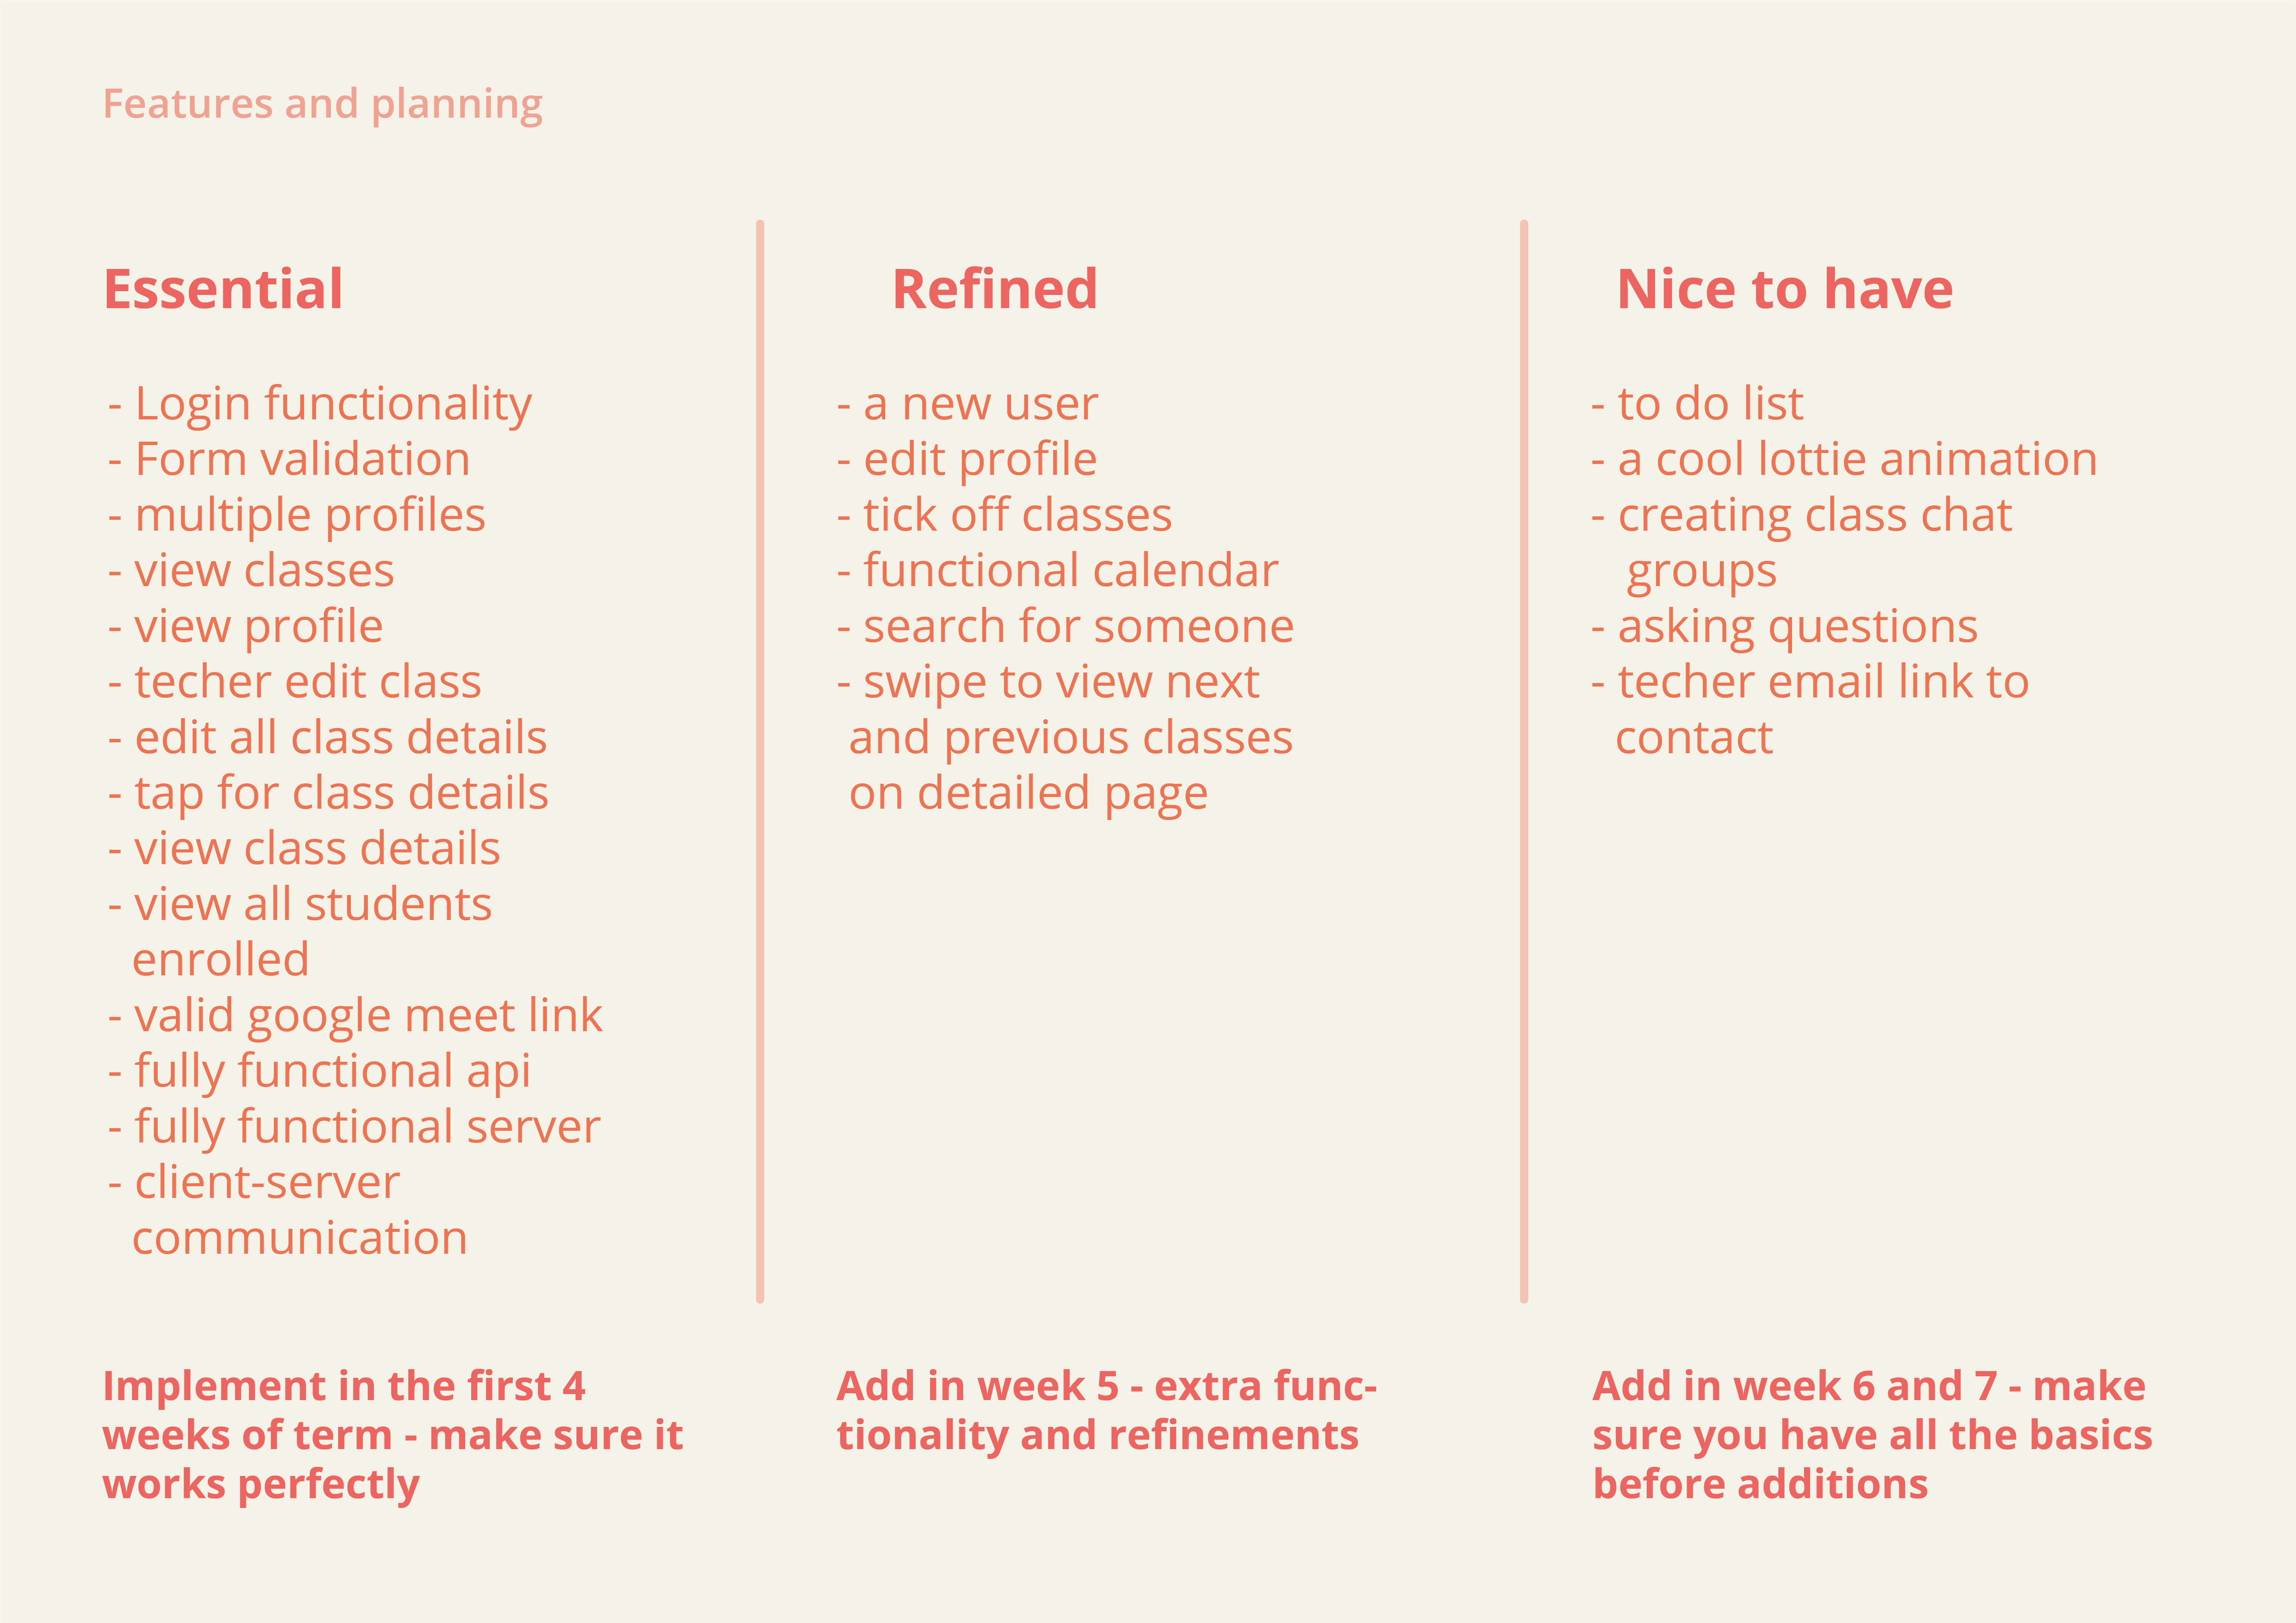 Features and planning
Essential
- Login functionality
- Form validation
- multiple profiles
- view classes
- view profile
- techer edit class
- edit all class details
- tap for class details
- view class details
- view all students
enrolled
- valid google meet link
- fully functional api
- fully functional server
- client-server
communication
Implement in the first 4
weeks of term - make sure it
works perfectly
Refined
- a new user
- edit profile
- tick off classes
- functional calendar
- search for someone
- swipe to view next
and previous classes
on detailed page
Add in week 5 - extra func-
tionality and refinements
Nice to have
- to do list
- a cool lottie animation
- creating class chat
groups
- asking questions
- techer email link to
contact
Add in week 6 and 7 - make
sure you have all the basics
before additions